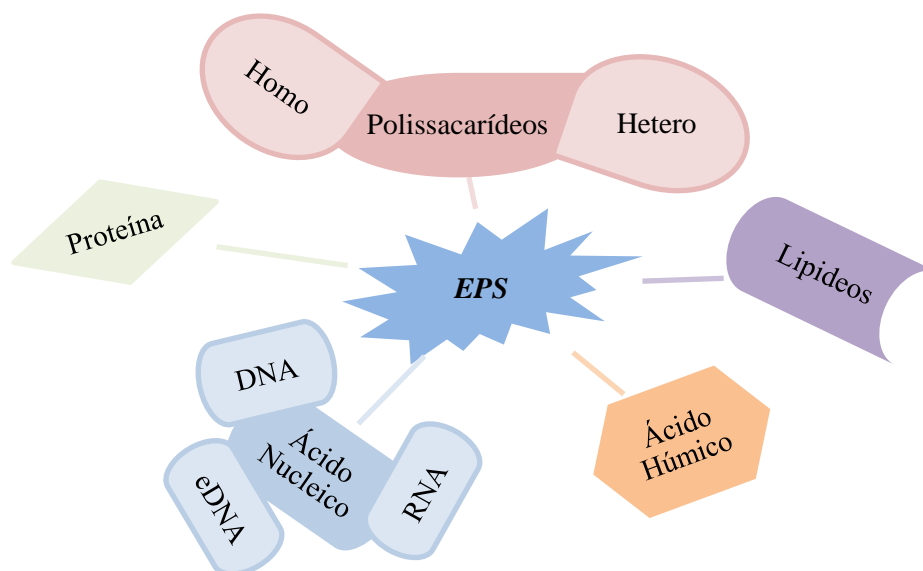 Homo
Polissacarídeos
Hetero
Proteína
EPS
Lipideos
DNA
Ácido
Nucleico
eDNA
RNA
Ácido
Húmico